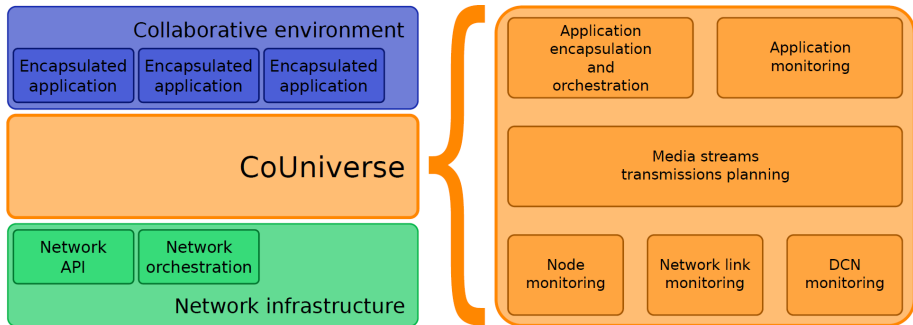 Collaborative environment
Encapsulated
application
Encapsulated
application
Encapsulated
application
CoUniverse
Network
API
Network
orchestration
Network infrastructure
Application
encapsulation
and
orchestration
Application
monitoring
Media streams
transmissions planning
Node
monitoring
Network link
monitoring
DCN
monitoring